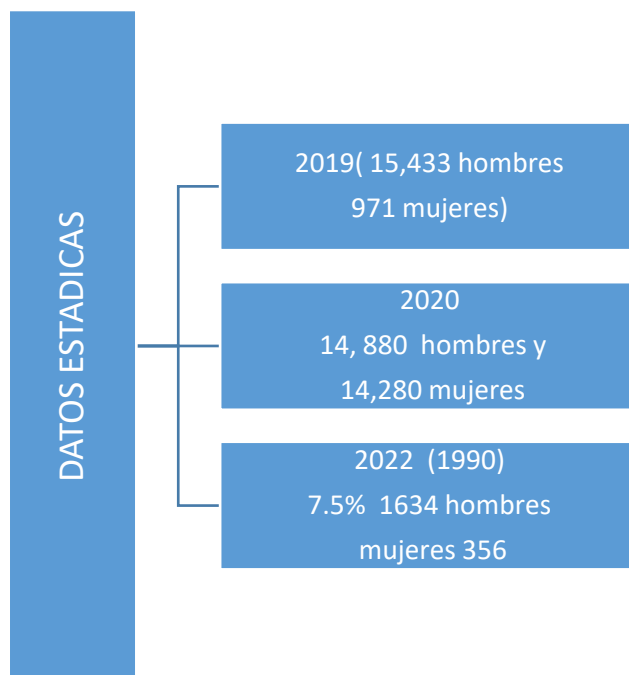 DATOS ESTADICAS
2019( 15,433 hombres
971 mujeres)
2020
14, 880 hombres y
14,280 mujeres
2022 (1990)
7.5% 1634 hombres
mujeres 356